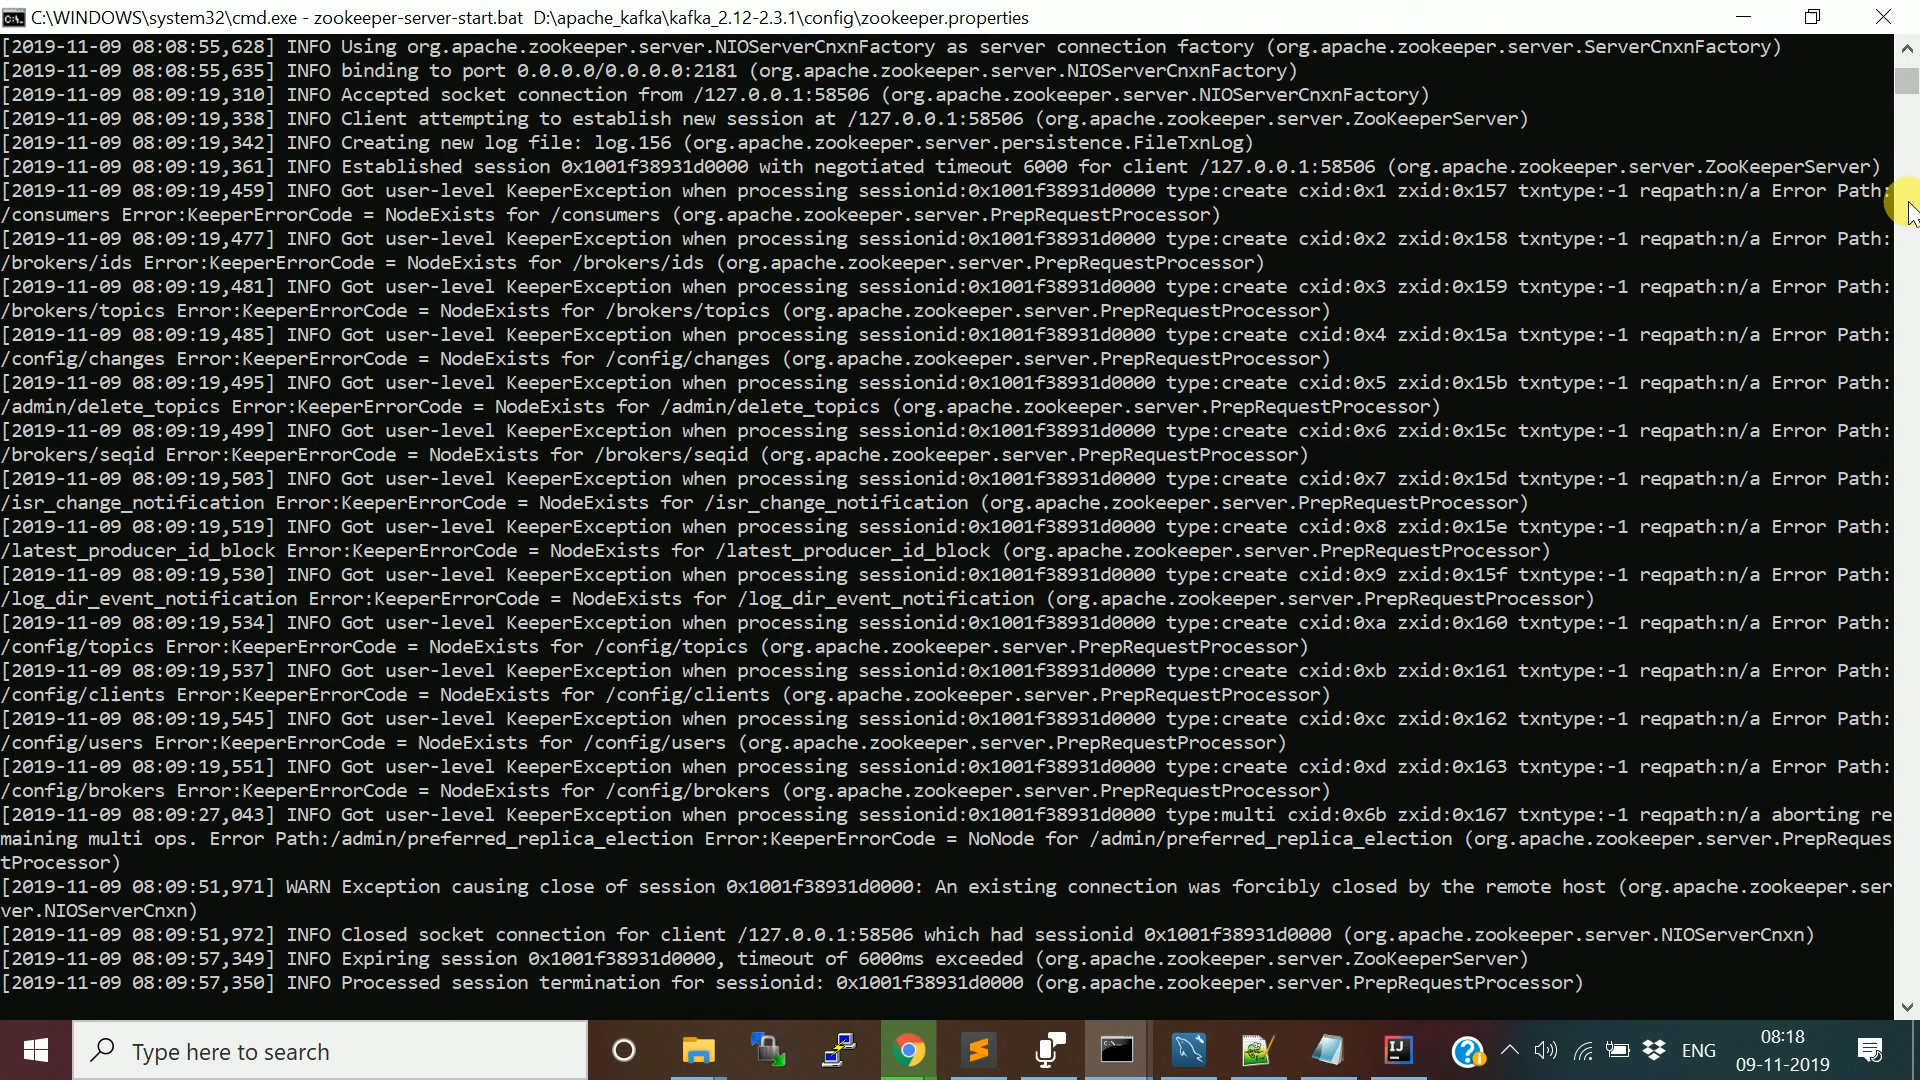 C:\WINDOWS\system32\cmd.exe - zookeeper-server-start.bat  D:\apache_kafka\kafka_2.12-2.3.1\config\zookeeper.properties
[2019-11-09 08:08:55,628] INFO Using org.apache.zookeeper.server.NIOServerCnxnFactory as server connection factory (org.apache.zookeeper.server.ServerCnxnFactory)
[2019-11-09 08:08:55,635] INFO binding to port 0.0.0.0/0.0.0.0:2181 (org.apache.zookeeper.server.NIOServerCnxnFactory)
[2019-11-09 08:09:19,310] INFO Accepted socket connection from /127.0.0.1:58506 (org.apache.zookeeper.server.NIOServerCnxnFactory)
[2019-11-09 08:09:19,338] INFO Client attempting to establish new session at /127.0.0.1:58506 (org.apache.zookeeper.server.ZooKeeperServer)
[2019-11-09 08:09:19,342] INFO Creating new log file: log.156 (org.apache.zookeeper.server.persistence.FileTxnLog)
[2019-11-09 08:09:19,361] INFO Established session 0x1001f38931d0000 with negotiated timeout 6000 for client /127.0.0.1:58506 (org.apache.zookeeper.server.ZooKeeperServer)
[2019-11-09 08:09:19,459] INFO Got user-level KeeperException when processing sessionid:0x1001f38931d0000 type:create cxid:0x1 zxid:0x157 txntype:-1 reqpath:n/a Error Path:
/consumers Error:KeeperErrorCode = NodeExists for /consumers (org.apache.zookeeper.server.PrepRequestProcessor)
[2019-11-09 08:09:19,477] INFO Got user-level KeeperException when processing sessionid:0x1001f38931d0000 type:create cxid:0x2 zxid:0x158 txntype:-1 reqpath:n/a Error Path:
/brokers/ids Error:KeeperErrorCode = NodeExists for /brokers/ids (org.apache.zookeeper.server.PrepRequestProcessor)
[2019-11-09 08:09:19,481] INFO Got user-level KeeperException when processing sessionid:0x1001f38931d0000 type:create cxid:0x3 zxid:0x159 txntype:-1 reqpath:n/a Error Path:
/brokers/topics Error:KeeperErrorCode = NodeExists for /brokers/topics (org.apache.zookeeper.server.PrepRequestProcessor)
[2019-11-09 08:09:19,485] INFO Got user-level KeeperException when processing sessionid:0x1001f38931d0000 type:create cxid:0x4 zxid:0x15a txntype:-1 reqpath:n/a Error Path:
/config/changes Error:KeeperErrorCode = NodeExists for /config/changes (org.apache.zookeeper.server.PrepRequestProcessor)
[2019-11-09 08:09:19,495] INFO Got user-level KeeperException when processing sessionid:0x1001f38931d0000 type:create cxid:0x5 zxid:0x15b txntype:-1 reqpath:n/a Error Path:
/admin/delete_topics Error:KeeperErrorCode = NodeExists for /admin/delete_topics (org.apache.zookeeper.server.PrepRequestProcessor)
[2019-11-09 08:09:19,499] INFO Got user-level KeeperException when processing sessionid:0x1001f38931d0000 type:create cxid:0x6 zxid:0x15c txntype:-1 reqpath:n/a Error Path:
/brokers/seqid Error:KeeperErrorCode = NodeExists for /brokers/seqid (org.apache.zookeeper.server.PrepRequestProcessor)
[2019-11-09 08:09:19,503] INFO Got user-level KeeperException when processing sessionid:0x1001f38931d0000 type:create cxid:0x7 zxid:0x15d txntype:-1 reqpath:n/a Error Path:
/isr_change_notification Error:KeeperErrorCode = NodeExists for /isr_change_notification (org.apache.zookeeper.server.PrepRequestProcessor)
[2019-11-09 08:09:19,519] INFO Got user-level KeeperException when processing sessionid:0x1001f38931d0000 type:create cxid:0x8 zxid:0x15e txntype:-1 reqpath:n/a Error Path:
/latest_producer_id_block Error:KeeperErrorCode = NodeExists for /latest_producer_id_block (org.apache.zookeeper.server.PrepRequestProcessor)
[2019-11-09 08:09:19,530] INFO Got user-level KeeperException when processing sessionid:0x1001f38931d0000 type:create cxid:0x9 zxid:0x15f txntype:-1 reqpath:n/a Error Path:
/log_dir_event_notification Error:KeeperErrorCode = NodeExists for /log_dir_event_notification (org.apache.zookeeper.server.PrepRequestProcessor)
[2019-11-09 08:09:19,534] INFO Got user-level KeeperException when processing sessionid:0x1001f38931d0000 type:create cxid:0xa zxid:0x160 txntype:-1 reqpath:n/a Error Path:
/config/topics Error:KeeperErrorCode = NodeExists for /config/topics (org.apache.zookeeper.server.PrepRequestProcessor)
[2019-11-09 08:09:19,537] INFO Got user-level KeeperException when processing sessionid:0x1001f38931d0000 type:create cxid:0xb zxid:0x161 txntype:-1 reqpath:n/a Error Path:
/config/clients Error:KeeperErrorCode = NodeExists for /config/clients (org.apache.zookeeper.server.PrepRequestProcessor)
[2019-11-09 08:09:19,545] INFO Got user-level KeeperException when processing sessionid:0x1001f38931d0000 type:create cxid:0xc zxid:0x162 txntype:-1 reqpath:n/a Error Path:
/config/users Error:KeeperErrorCode = NodeExists for /config/users (org.apache.zookeeper.server.PrepRequestProcessor)
[2019-11-09 08:09:19,551] INFO Got user-level KeeperException when processing sessionid:0x1001f38931d0000 type:create cxid:0xd zxid:0x163 txntype:-1 reqpath:n/a Error Path:
/config/brokers Error:KeeperErrorCode = NodeExists for /config/brokers (org.apache.zookeeper.server.PrepRequestProcessor)
[2019-11-09 08:09:27,043] INFO Got user-level KeeperException when processing sessionid:0x1001f38931d0000 type:multi cxid:0x6b zxid:0x167 txntype:-1 reqpath:n/a aborting re
maining multi ops. Error Path:/admin/preferred_replica_election Error:KeeperErrorCode = NoNode for /admin/preferred_replica_election (org.apache.zookeeper.server.PrepReques
tProcessor)
[2019-11-09 08:09:51,971] WARN Exception causing close of session 0x1001f38931d0000: An existing connection was forcibly closed by the remote host (org.apache.zookeeper.ser
ver.NIOServerCnxn)
[2019-11-09 08:09:51,972] INFO Closed socket connection for client /127.0.0.1:58506 which had sessionid 0x1001f38931d0000 (org.apache.zookeeper.server.NIOServerCnxn)
[2019-11-09 08:09:57,349] INFO Expiring session 0x1001f38931d0000, timeout of 6000ms exceeded (org.apache.zookeeper.server.ZooKeeperServer)
[2019-11-09 08:09:57,350] INFO Processed session termination for sessionid: 0x1001f38931d0000 (org.apache.zookeeper.server.PrepRequestProcessor)
Type here to search
ENG
08:18
09-11-2019